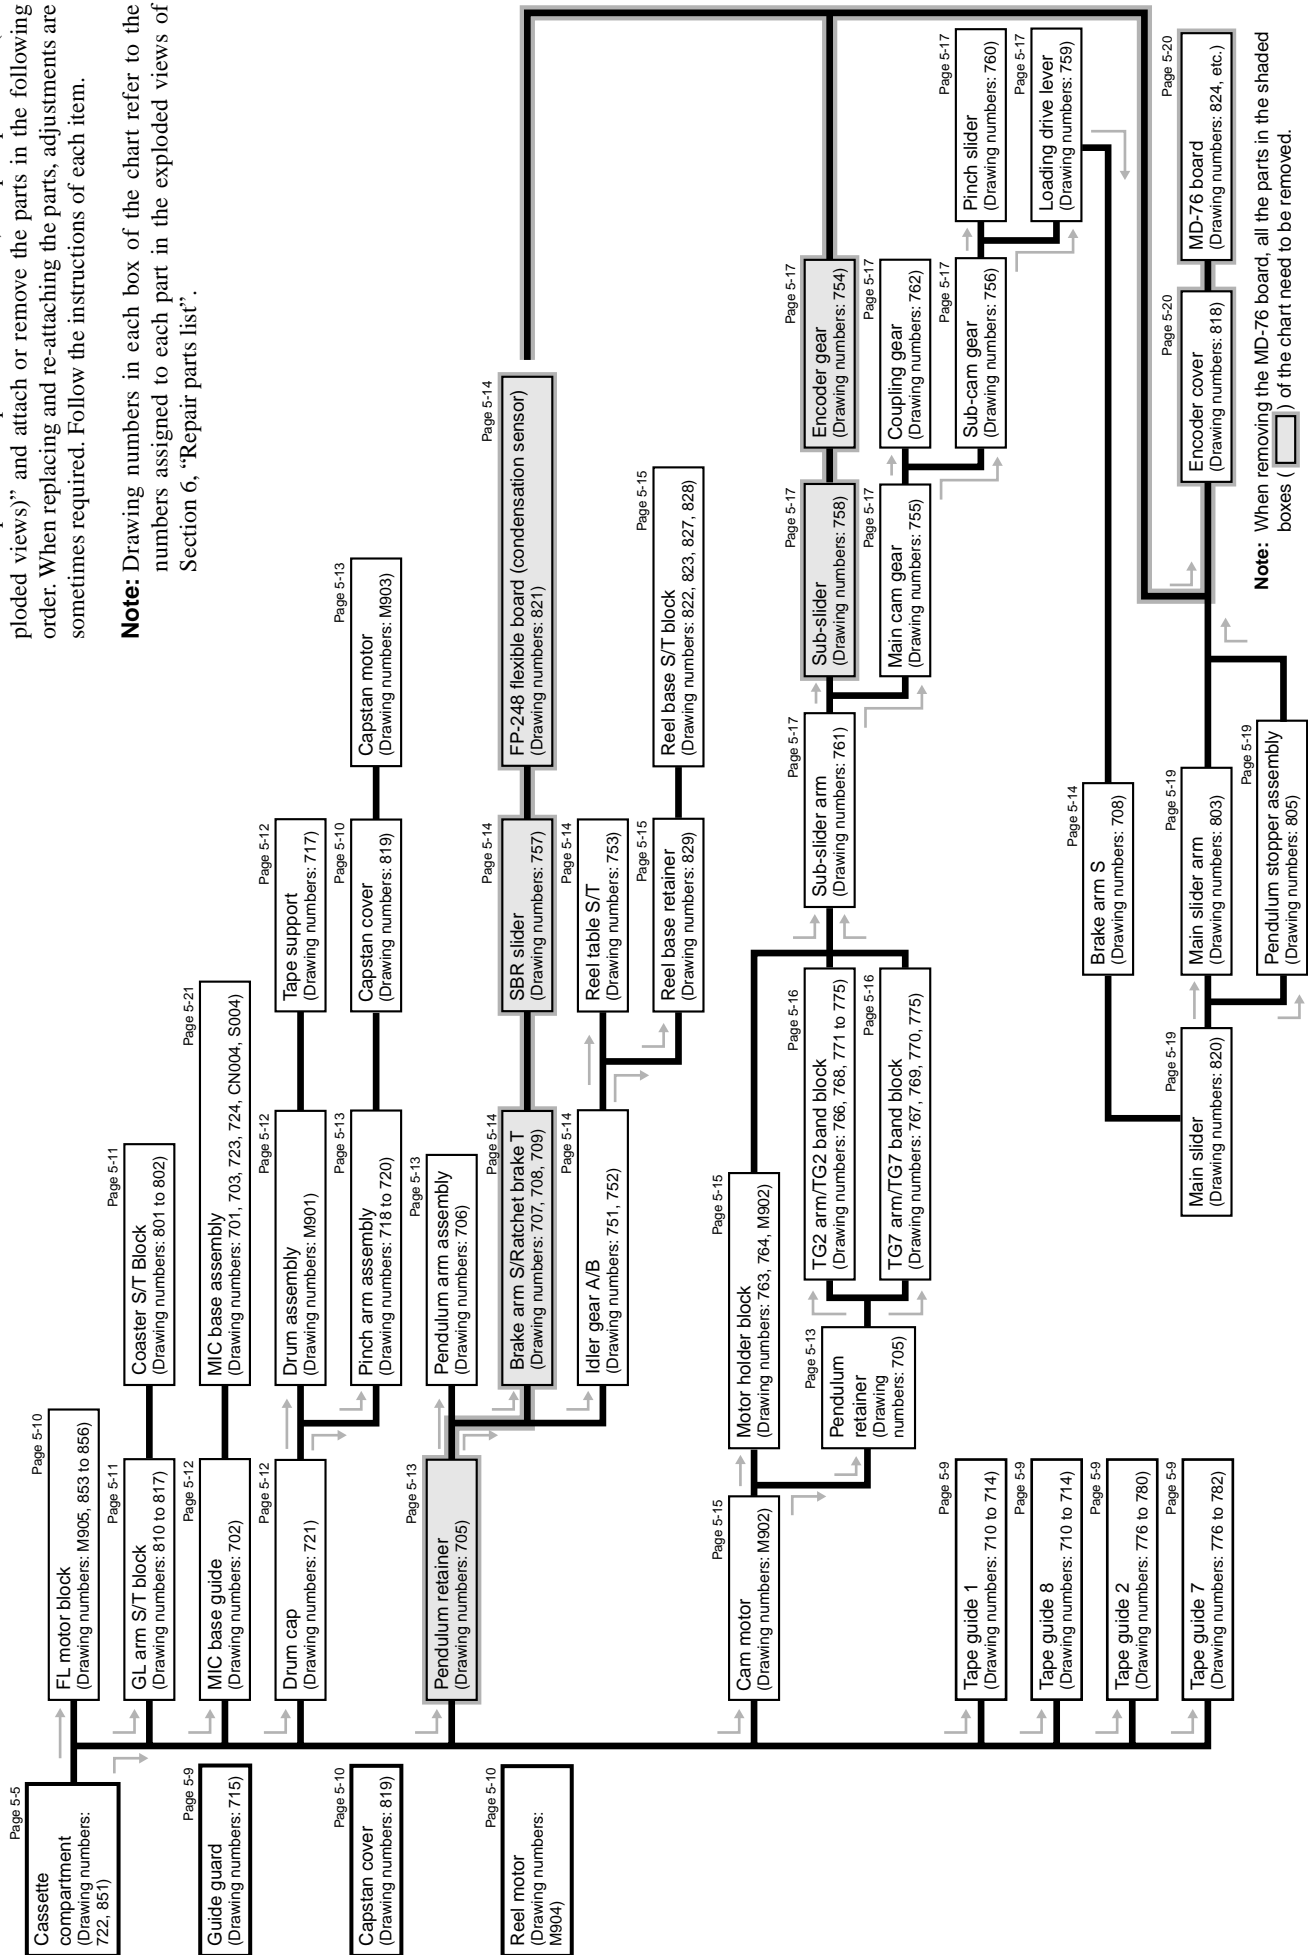 ploded views)” and attach or remove the parts in the following
order. When replacing and re-attaching the parts, adjustments are
sometimes required. Follow the instructions of each item.
Note: Drawing numbers in each box of the chart refer to the
numbers assigned to each part in the exploded views of
Section 6, “Repair parts list”.
Page 5-5
Cassette
compartment
(Drawing numbers:
722, 851)
Page 5-9
Guide guard
(Drawing numbers: 715)
Page 5-10
Capstan cover
(Drawing numbers: 819)
Page 5-10
Reel motor
(Drawing numbers:
M904)
Page 5-10
FL motor block
(Drawing numbers: M905, 853 to 856)
Page 5-11
GL arm S/T block
(Drawing numbers: 810 to 817)
Page 5-11
Coaster S/T Block
(Drawing numbers: 801 to 802)
Page 5-12
MIC base guide
(Drawing numbers: 702)
Page 5-21
MIC base assembly
(Drawing numbers: 701, 703, 723, 724, CN004, S004)
Page 5-12
Drum cap
(Drawing numbers: 721)
Page 5-12
Drum assembly
(Drawing numbers: M901)
Page 5-12
Tape support
(Drawing numbers: 717)
Page 5-13
Pinch arm assembly
(Drawing numbers: 718 to 720)
Page 5-10
Capstan cover
(Drawing numbers: 819)
Page 5-13
Capstan motor
(Drawing numbers: M903)
Page 5-13
Pendulum retainer
(Drawing numbers: 705)
Page 5-13
Pendulum arm assembly
(Drawing numbers: 706)
Page 5-14
Brake arm S/Ratchet brake T
(Drawing numbers: 707, 708, 709)
Page 5-14
SBR slider
(Drawing numbers: 757)
Page 5-14
FP-248 flexible board (condensation sensor)
(Drawing numbers: 821)
Page 5-14
Idler gear A/B
(Drawing numbers: 751, 752)
Page 5-14
Reel table S/T
(Drawing numbers: 753)
Page 5-15
Reel base retainer
(Drawing numbers: 829)
Page 5-15
Reel base S/T block
(Drawing numbers: 822, 823, 827, 828)
Page 5-15
Cam motor
(Drawing numbers: M902)
Page 5-15
Motor holder block
(Drawing numbers: 763, 764, M902)
Page 5-13
Pendulum
retainer
(Drawing
numbers: 705)
Page 5-16
TG2 arm/TG2 band block
(Drawing numbers: 766, 768, 771 to 775)
Page 5-16
TG7 arm/TG7 band block
(Drawing numbers: 767, 769, 770, 775)
Page 5-17
Sub-slider arm
(Drawing numbers: 761)
Page 5-17
Sub-slider
(Drawing numbers: 758)
Page 5-17
Encoder gear
(Drawing numbers: 754)
Page 5-17
Main cam gear
(Drawing numbers: 755)
Page 5-17
Coupling gear
(Drawing numbers: 762)
Page 5-17
Sub-cam gear
(Drawing numbers: 756)
Page 5-17
Pinch slider
(Drawing numbers: 760)
Page 5-17
Loading drive lever
(Drawing numbers: 759)
Page 5-9
Tape guide 1
(Drawing numbers: 710 to 714)
Page 5-9
Tape guide 8
(Drawing numbers: 710 to 714)
Page 5-9
Tape guide 2
(Drawing numbers: 776 to 780)
Page 5-9
Tape guide 7
(Drawing numbers: 776 to 782)
Page 5-14
Brake arm S
(Drawing numbers: 708)
Page 5-19
Main slider
(Drawing numbers: 820)
Page 5-19
Main slider arm
(Drawing numbers: 803)
Page 5-19
Pendulum stopper assembly
(Drawing numbers: 805)
Page 5-20
Encoder cover
(Drawing numbers: 818)
Page 5-20
MD-76 board
(Drawing numbers: 824, etc.)
Note: When removing the MD-76 board, all the parts in the shaded
boxes ( ) of the chart need to be removed.